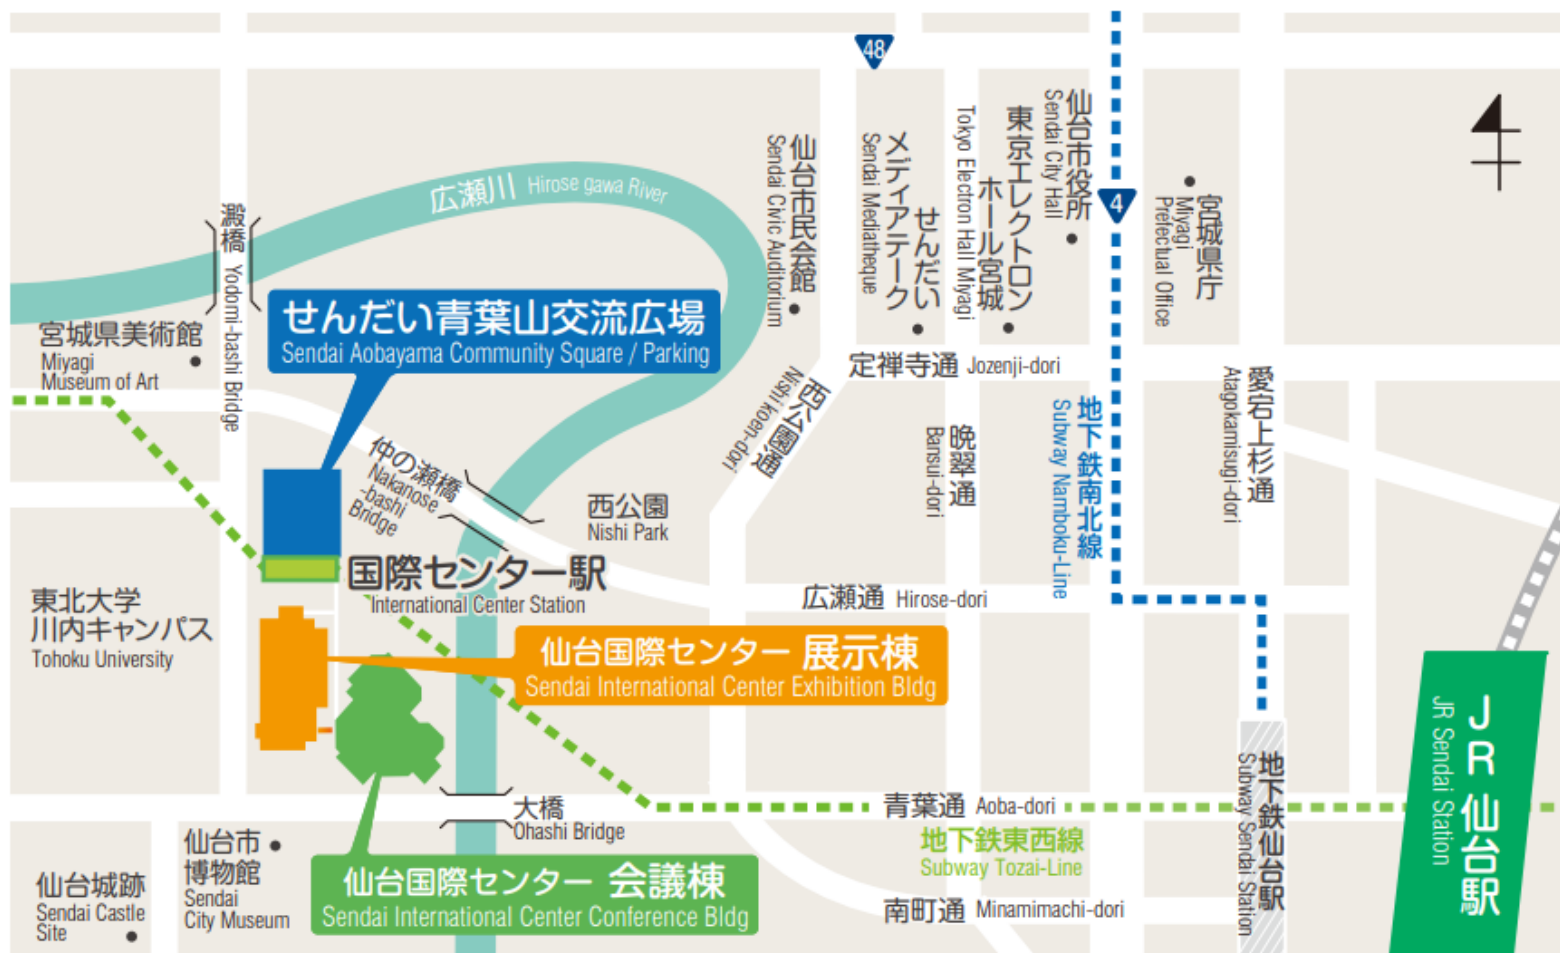 48
仙台市役所
Sendai City Hall
東京エレクトロン
ホール宮城
Tokyo Electron Hall Miyagi
せんだい
メディアテーク
Sendai Mediatheque
仙台市民会館
Sendai Civic Auditorium
4
宮城県庁
Miyagi
Prefectual Office
広瀬川 Hirose gawa River
澱橋 Yodomi-bashi Bridge
せんだい青葉山交流広場
Sendai Aobayama Community Square / Parking
宮城県美術館
Miyagi
Museum of Art
定禅寺通 Jozenji-dori
西公園通
Nishi koen-dori
晩翠通
Bansui-dori
地下鉄南北線
Subway Namboku-Line
愛宕上杉通
Atagokamisugi-dori
仲の瀬橋
Nakanose
-bashi
Bridge
西公園
Nishi Park
国際センター駅
International Center Station
広瀬通 Hirose-dori
東北大学
川内キャンパス
Tohoku University
仙台国際センター 展示棟
Sendai International Center Exhibition Bldg
JR仙台駅
JR Sendai Station
地下鉄仙台駅
Subway Sendai Station
大橋
Ohashi Bridge
青葉通 Aoba-dori
地下鉄東西線
Subway Tozai-Line
仙台市
博物館
Sendai
City Museum
仙台城跡
Sendai Castle
Site
仙台国際センター 会議棟
Sendai International Center Conference Bldg
南町通 Minamimachi-dori